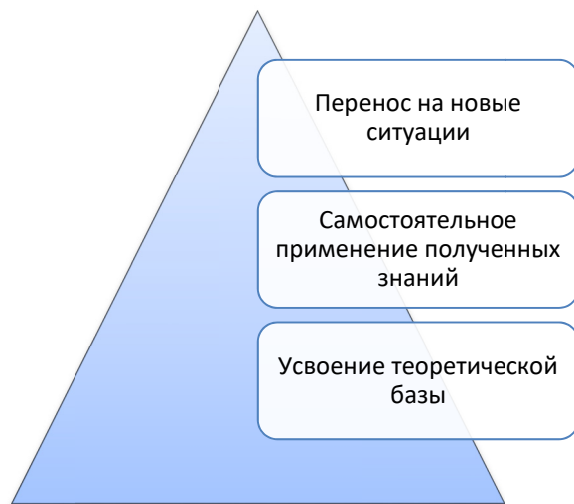 Перенос на новые
ситуации
Самостоятельное
применение полученных
знаний
Усвоение теоретической
базы